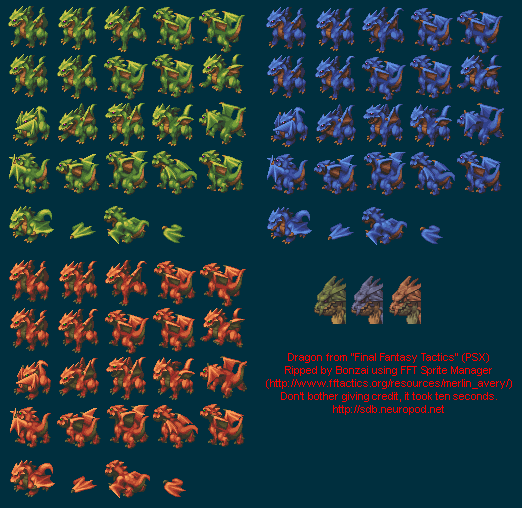 Dragon from "Final Fantasy Tactics" (PSX)
Ripped by Bonzai using FFT Sprite Manager
(http://www.fftactics.org/resources/merlin_avery/)
Don't bother giving credit, it took ten seconds.
http://sdb.neuropod.net